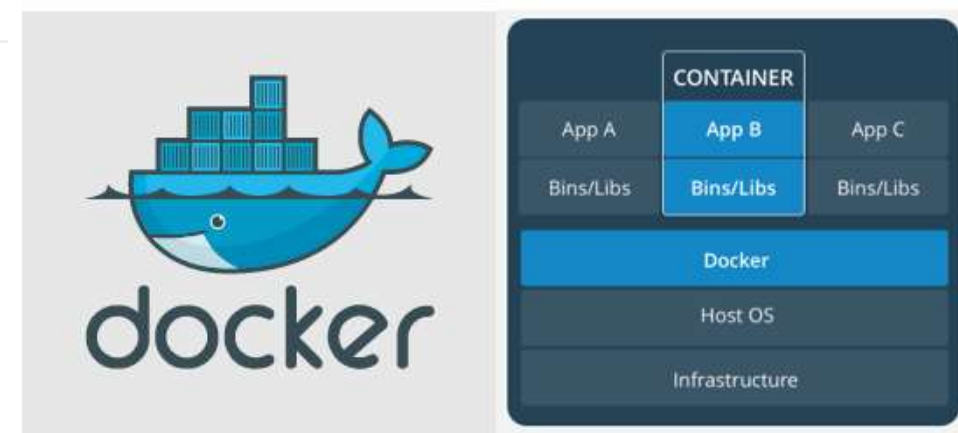 docker
CONTAINER
App A App B App C
Bins/Libs Bins/Libs Bins/Libs
Docker
Host OS
Infrastructure